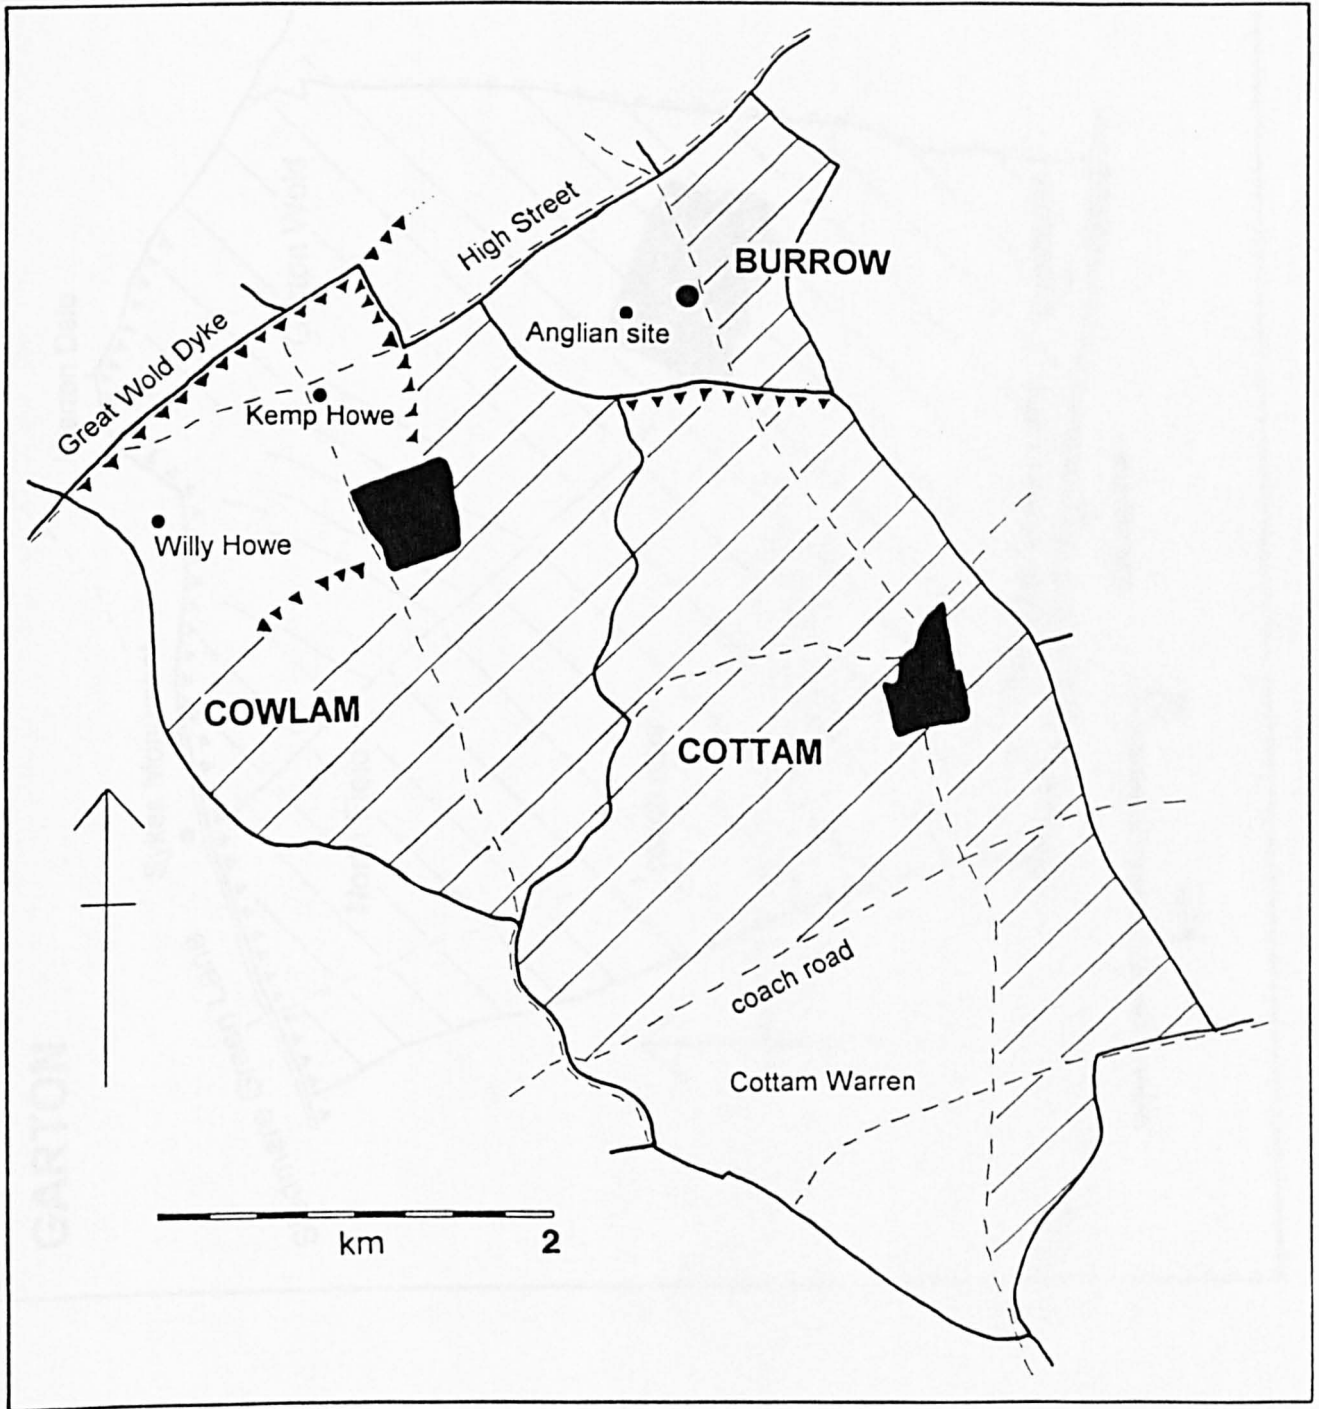 High Street
BURROW
Anglian site
Great Wold Dyke
Kemp Howe
Willy Howe
COWLAM
COTTAM
coach road
Cottam Warren
km 2
GARTON